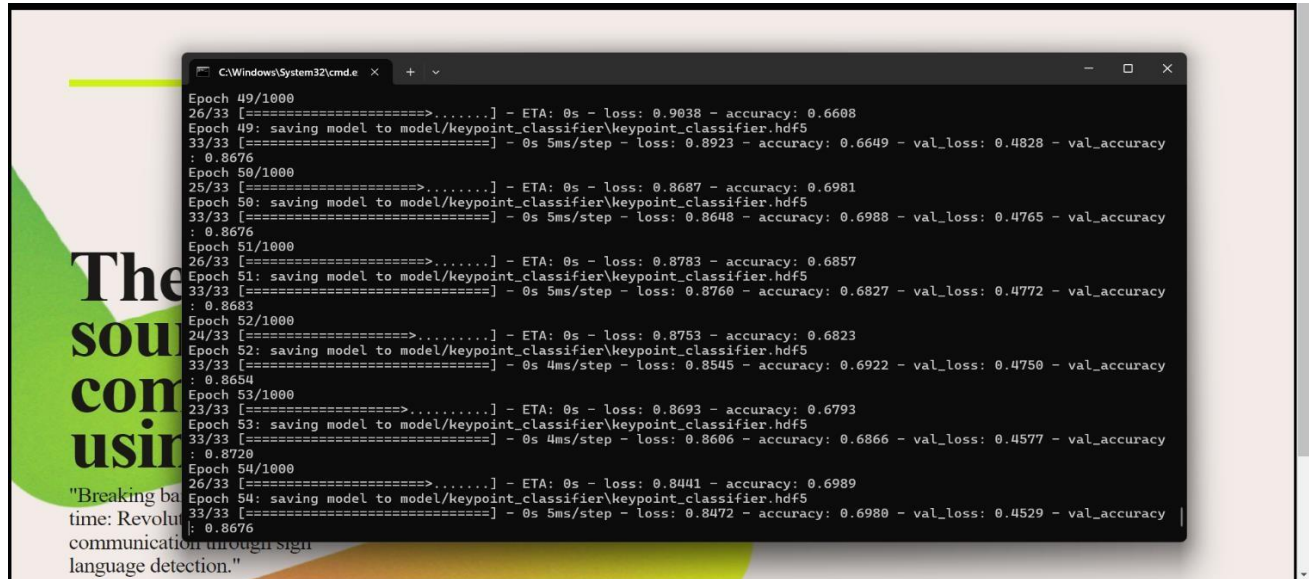 C:\Windows\System32\cmd.e
Epoch 49/1000
26/33 [======================>.......] - ETA: 0s - loss: 0.9038 - accuracy: 0.6608
Epoch 49: saving model to model/keypoint_classifier\keypoint_classifier.hdf5
33/33 [==============================] - 0s 5ms/step - loss: 0.8923 - accuracy: 0.6649 - val_loss: 0.4828 - val_accuracy
: 0.8676
Epoch 50/1000
25/33 [=====================>........] - ETA: 0s - loss: 0.8687 - accuracy: 0.6981
Epoch 50: saving model to model/keypoint_classifier\keypoint_classifier.hdf5
33/33 [==============================] - 0s 5ms/step - loss: 0.8648 - accuracy: 0.6988 - val_loss: 0.4765 - val_accuracy
: 0.8676
Epoch 51/1000
26/33 [======================>.......] - ETA: 0s - loss: 0.8783 - accuracy: 0.6857
Epoch 51: saving model to model/keypoint_classifier\keypoint_classifier.hdf5
33/33 [==============================] - 0s 5ms/step - loss: 0.8760 - accuracy: 0.6827 - val_loss: 0.4772 - val_accuracy
: 0.8683
Epoch 52/1000
24/33 [====================>.........] - ETA: 0s - loss: 0.8753 - accuracy: 0.6823
Epoch 52: saving model to model/keypoint_classifier\keypoint_classifier.hdf5
33/33 [==============================] - 0s 4ms/step - loss: 0.8545 - accuracy: 0.6922 - val_loss: 0.4750 - val_accuracy
: 0.8654
Epoch 53/1000
23/33 [===================>..........] - ETA: 0s - loss: 0.8693 - accuracy: 0.6793
Epoch 53: saving model to model/keypoint_classifier\keypoint_classifier.hdf5
33/33 [==============================] - 0s 4ms/step - loss: 0.8606 - accuracy: 0.6866 - val_loss: 0.4577 - val_accuracy
: 0.8720
Epoch 54/1000
26/33 [======================>.......] - ETA: 0s - loss: 0.8441 - accuracy: 0.6989
Epoch 54: saving model to model/keypoint_classifier\keypoint_classifier.hdf5
33/33 [==============================] - 0s 5ms/step - loss: 0.8472 - accuracy: 0.6980 - val_loss: 0.4529 - val_accuracy
: 0.8676
The
"Breaking
time:
communication through sign
language detection."